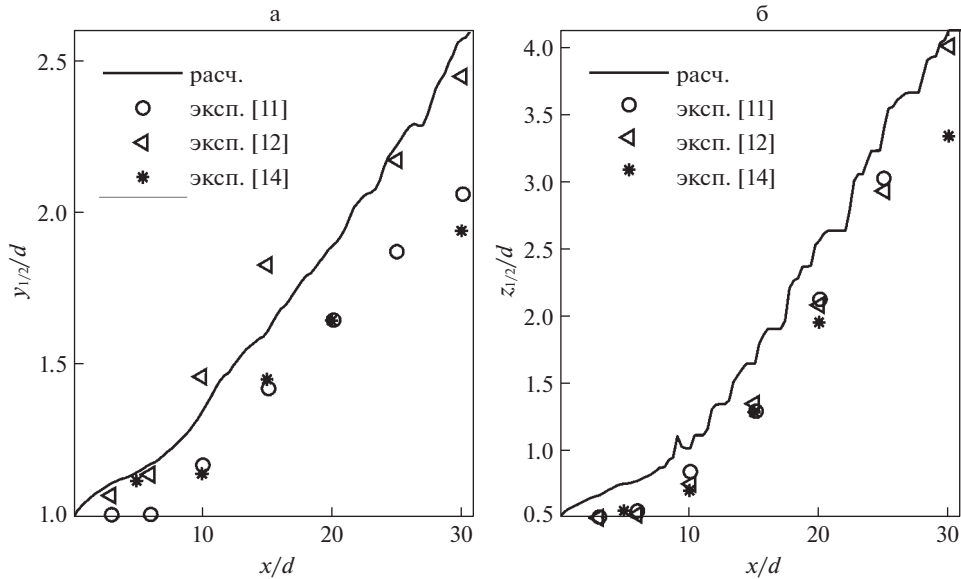 а
2.5
2.0
1.5
1.0
y1/2/d
расч.
эксп. [11]
эксп. [12]
эксп. [14]
10
20
30
x/d
б
4.0
3.5
3.0
2.5
2.0
1.5
1.0
0.5
z1/2/d
расч.
эксп. [11]
эксп. [12]
эксп. [14]
10
20
30
x/d